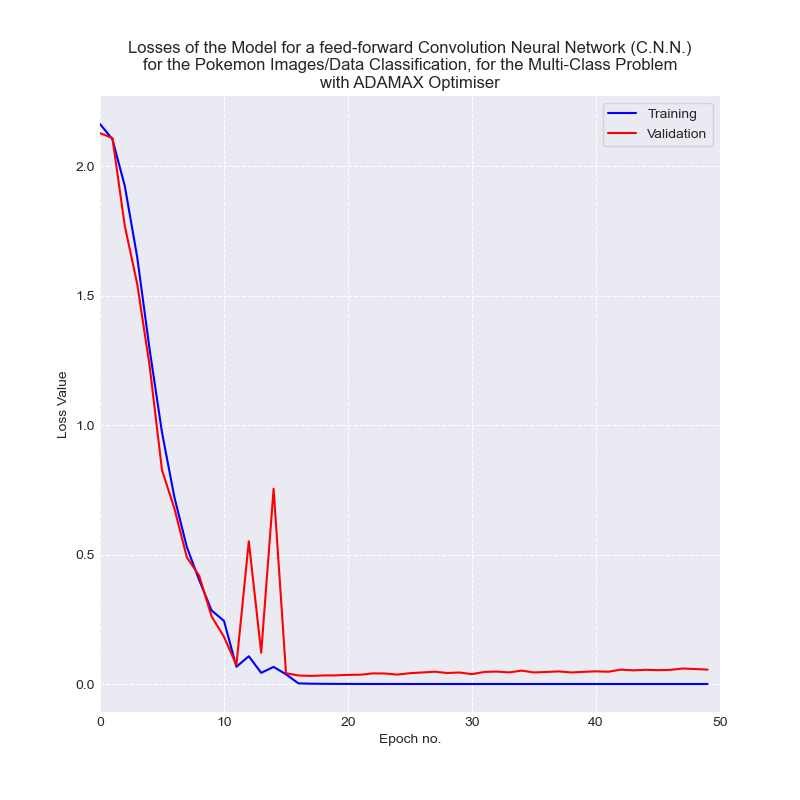 Losses of the Model for a feed-forward Convolution Neural Network (C.N.N.)
for the Pokemon Images/Data Classification, for the Multi-Class Problem
with ADAMAX Optimiser
Training
Validation
2.0
1.5
1.0
0.5
0.0
Loss Value
0 10 20 30 40 50
Epoch no.